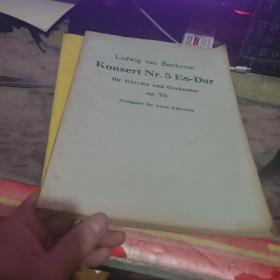 Ludwig van Beethoven
Konzert Nr. 5 Es-Dur
für Klavier und Orchester
op. 73
Ausgabe für zwei Klaviere